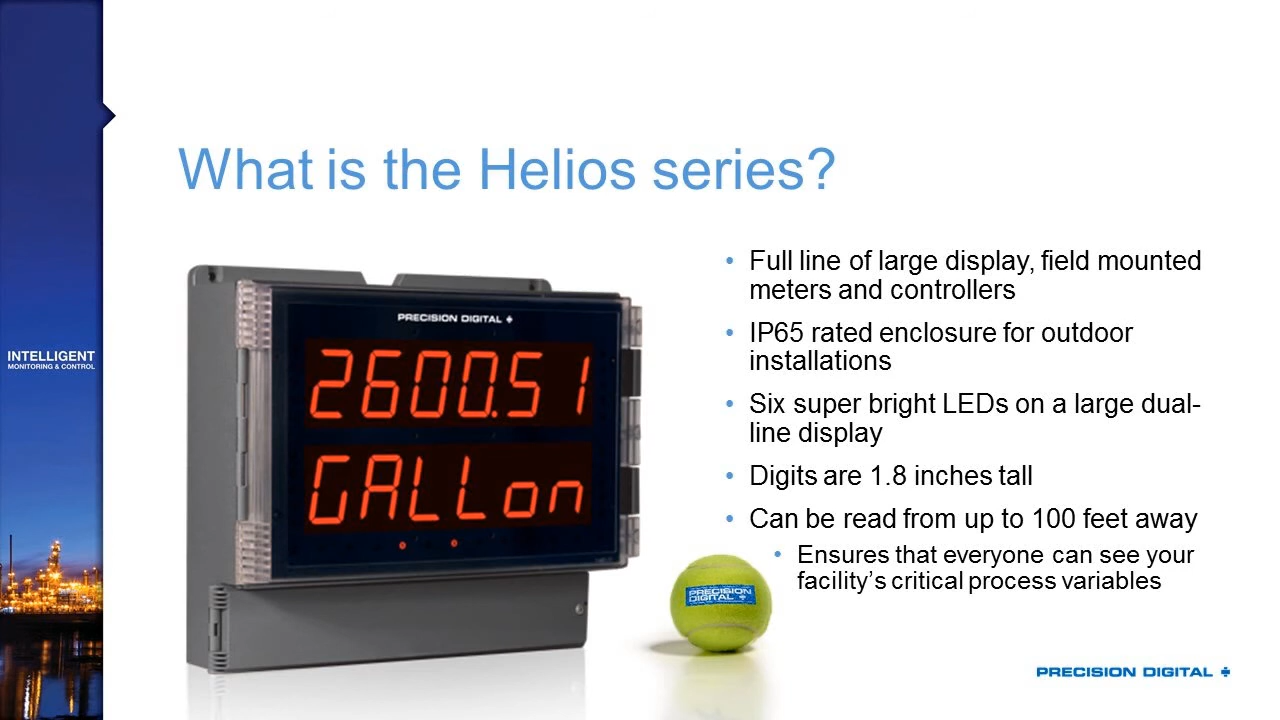 What is the Helios series?
INTELLIGENT
MONITORING & CONTROL
PRECISION DIGITAL
2600.51
GALLon
PRECISION
DIGITAL
• Full line of large display, field mounted
meters and controllers
• IP65 rated enclosure for outdoor
installations
• Six super bright LEDs on a large dual-
line display
• Digits are 1.8 inches tall
• Can be read from up to 100 feet away
• Ensures that everyone can see your
facility’s critical process variables
PRECISION DIGITAL